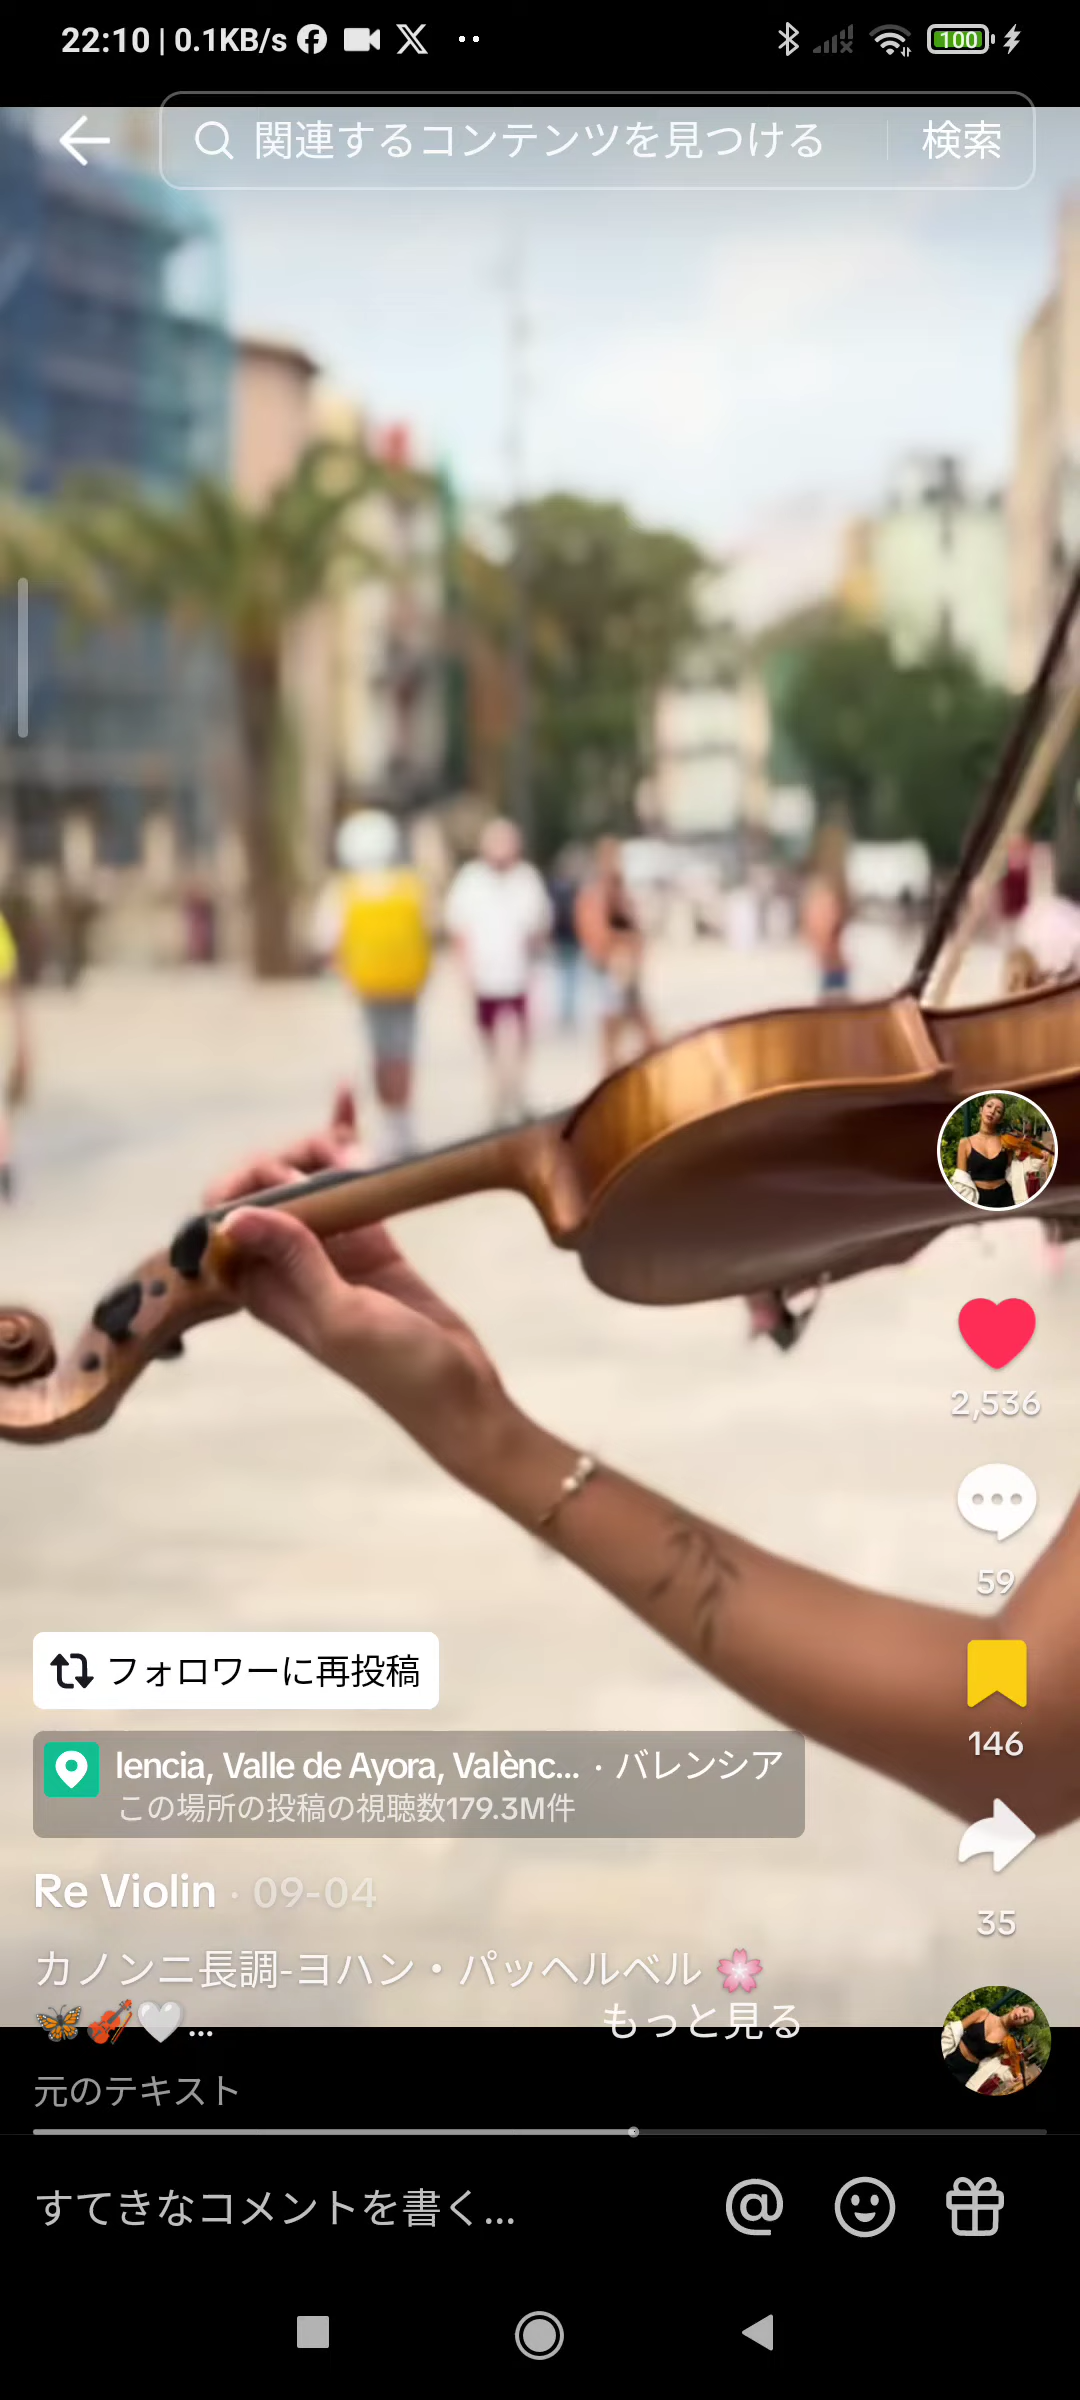 22:10 | 0.1KB/s
100
関連するコンテンツを見つける 検索
2,536
59
146
35
フォロワーに再投稿
lencia, Valle de Ayora, Valènc... · バレンシア
この場所の投稿の視聴数179.3M件
Re Violin · 09-04
カノンニ長調-ヨハン・パッヘルベル 🌸
🦋🎻🤍... もっと見る
元のテキスト
すてきなコメントを書く...